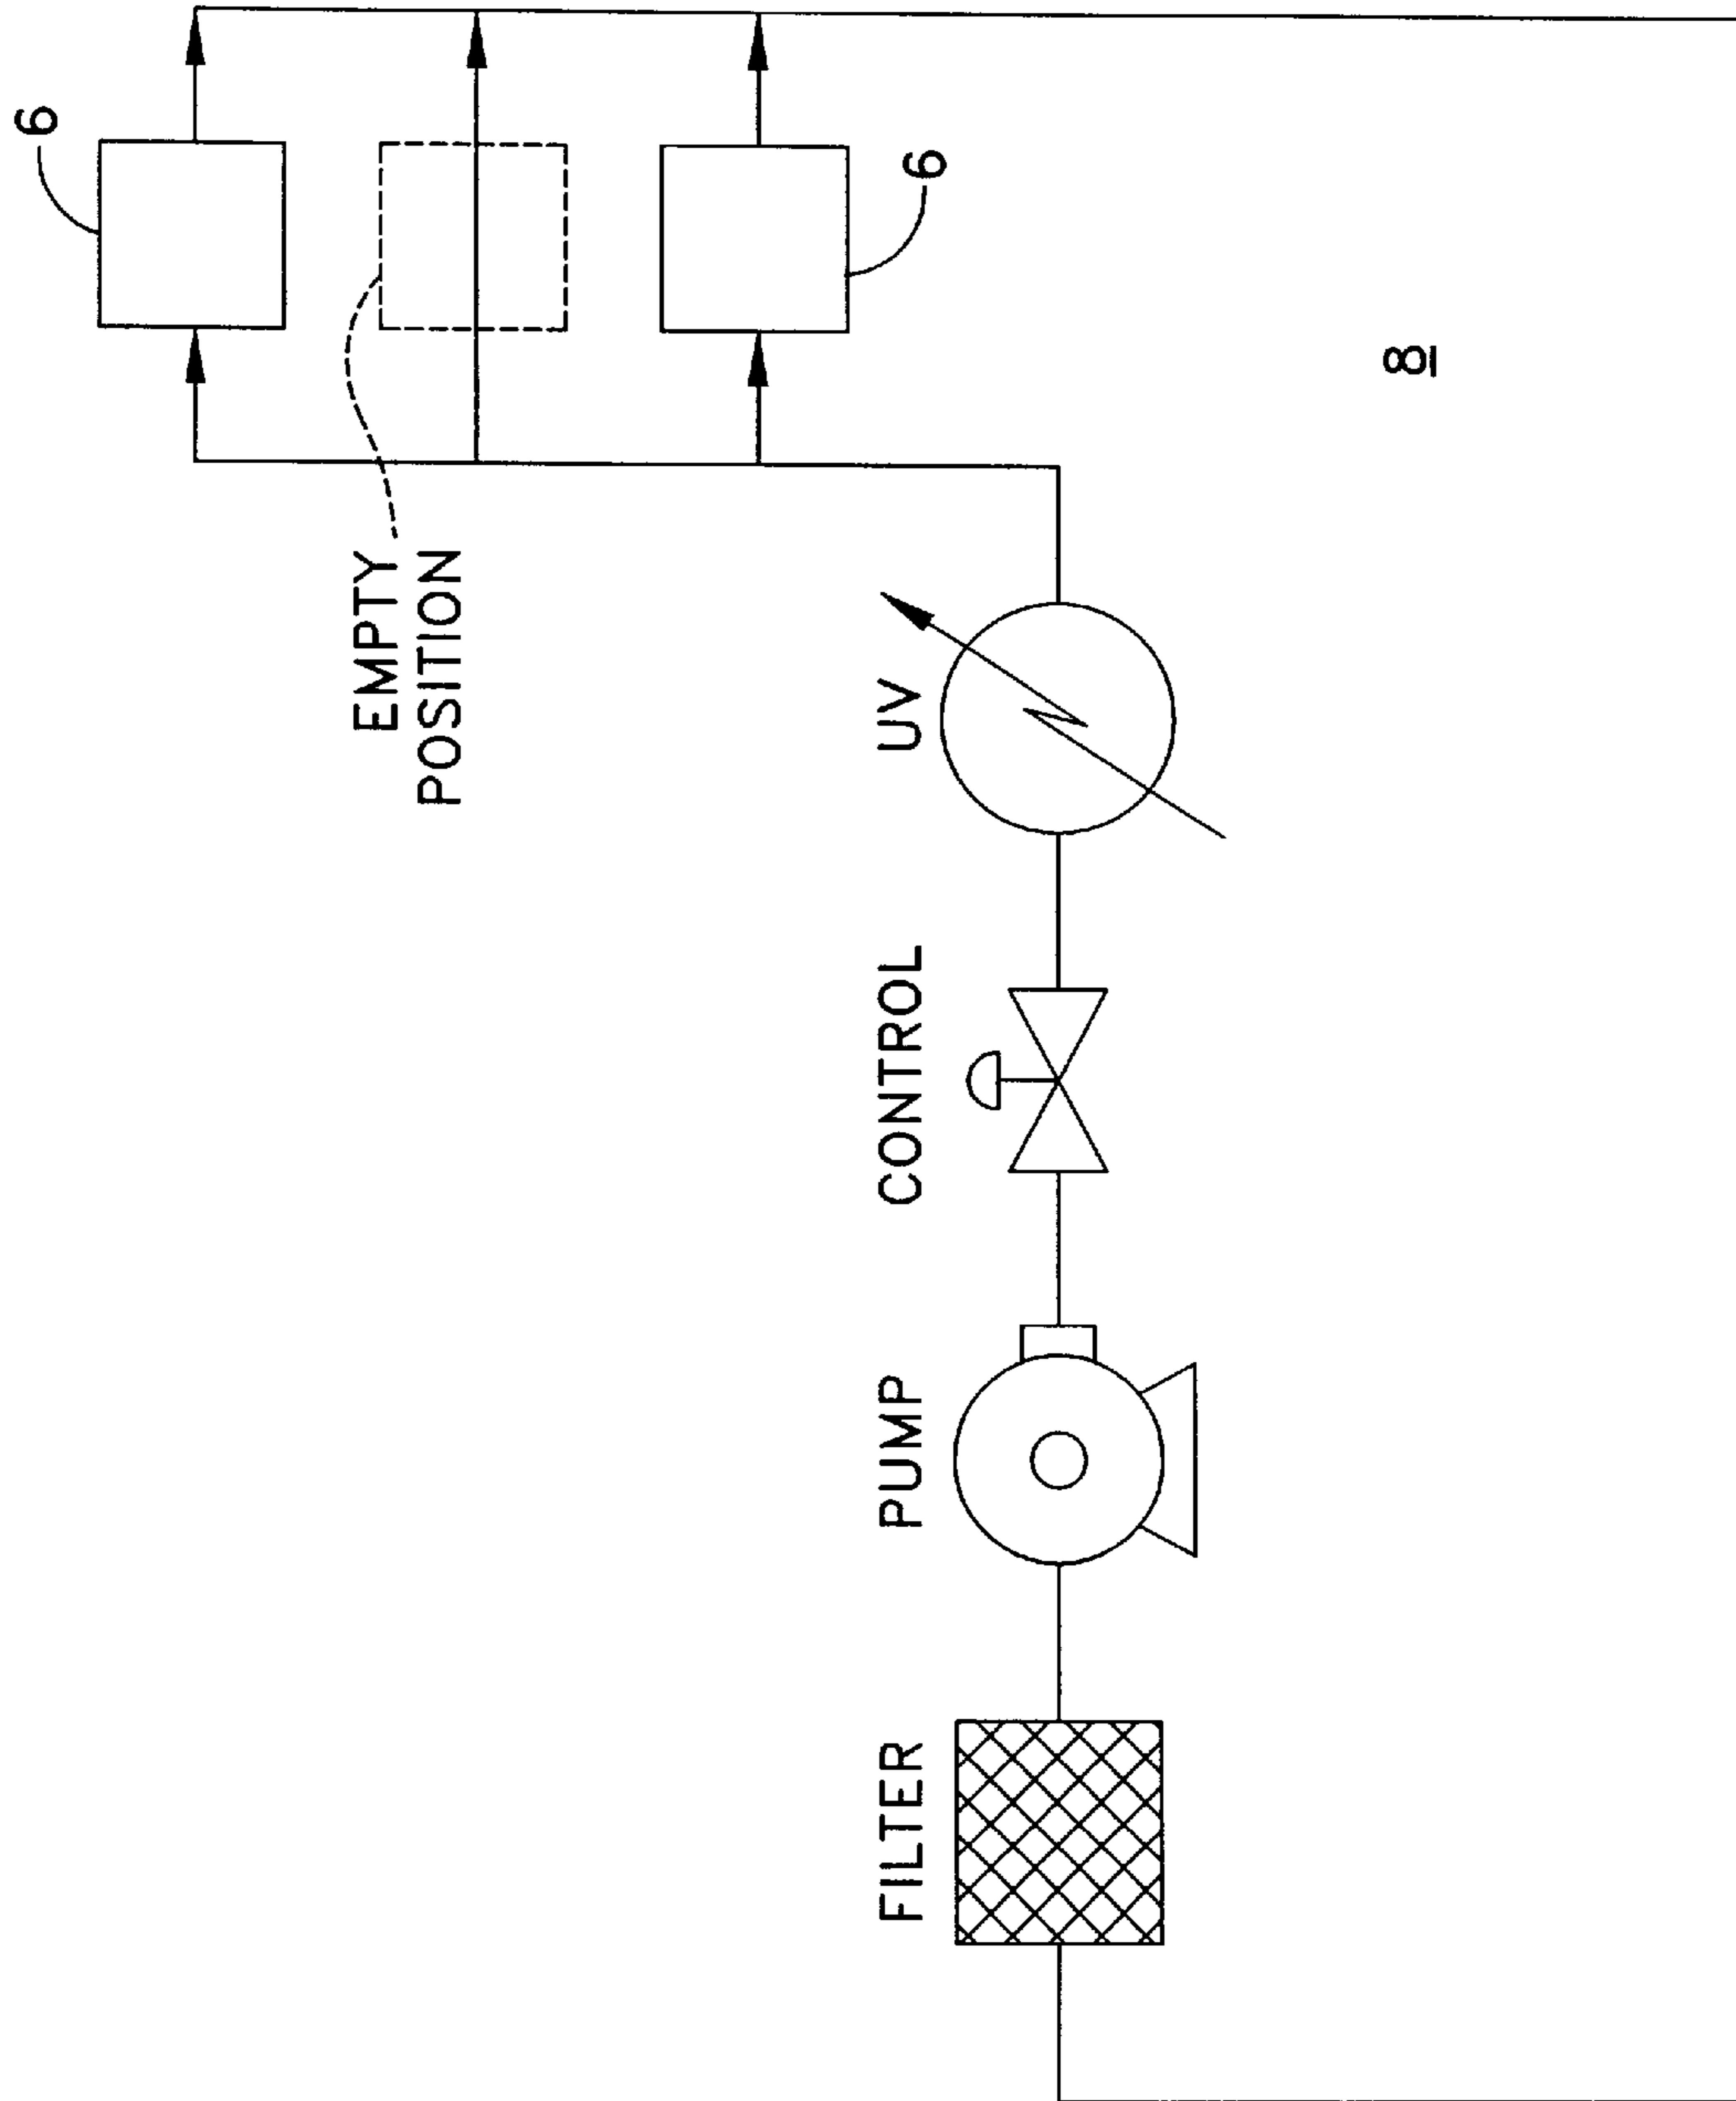 6
EMPTY
POSITION
FILTER
PUMP
CONTROL
UV
6
8